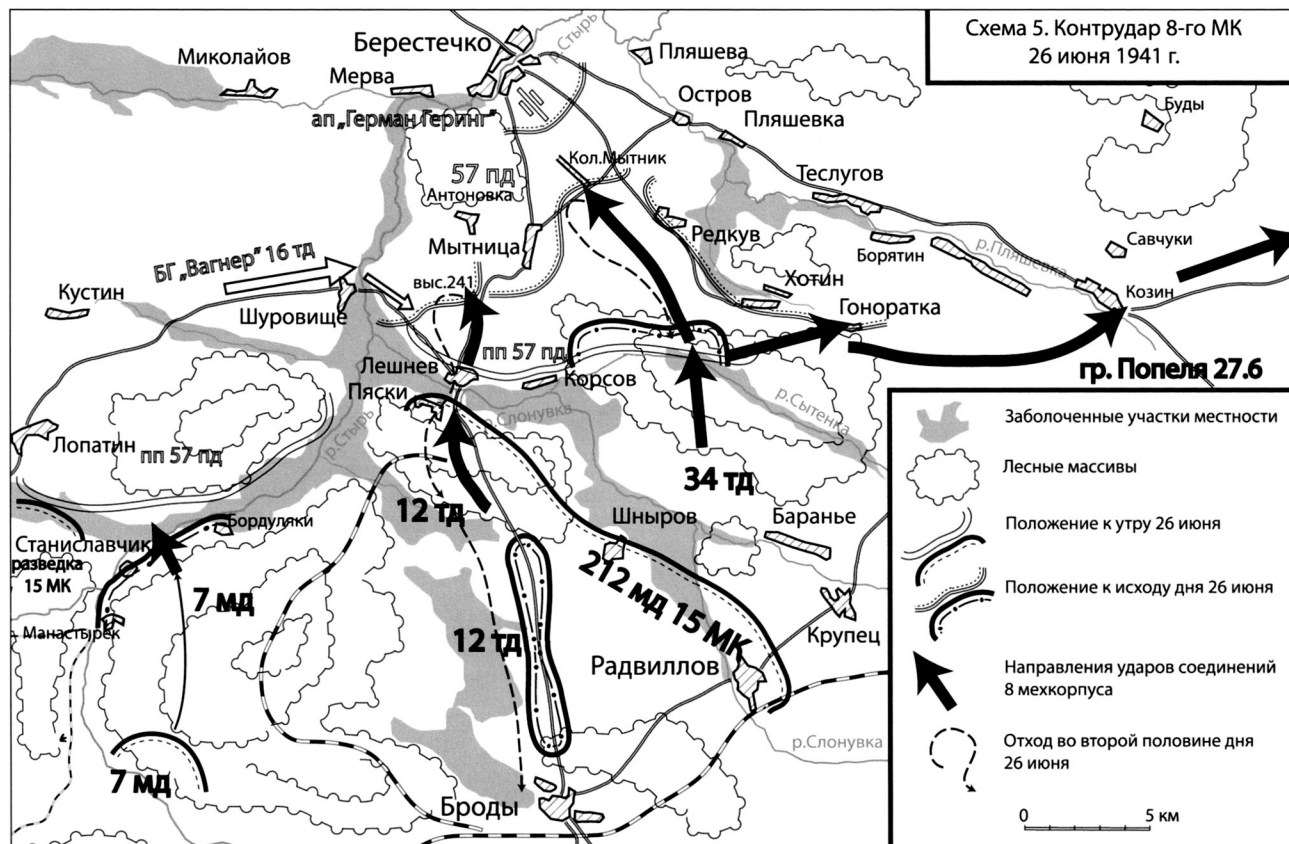 Схема 5. Контрудар 8-го МК
26 июня 1941 г.
Миколайов
Мерва
Берестечко
р.Стырь
Пляшева
Остров
Пляшевка
Буды
ап „Герман Геринг"
57 пд
Антоновка
Кол.Мытник
Теслугов
Мытница
Редкув
Борятин
р.Пляшевка
Савчуки
БГ „Вагнер" 16 тд
Кустин
Шуровище
выс.241
Хотин
Гоноратка
Козин
пп 57 пд
Лешнев
Корсов
гр. Попеля 27.6
Пяски
р.Слонувка
р.Сытенка
р.Стырь
Лопатин
пп 57 пд
34 тд
12 тд
Шныров
Баранье
Бордуляки
Станиславчик
разведка
15 МК
7 мд
212 мд 15 МК
Манастырек
12 тд
Крупец
Радвиллов
р.Слонувка
7 мд
Броды
Заболоченные участки местности
Лесные массивы
Положение к утру 26 июня
Положение к исходу дня 26 июня
Направления ударов соединений
8 мехкорпуса
Отход во второй половине дня
26 июня
0 5 км